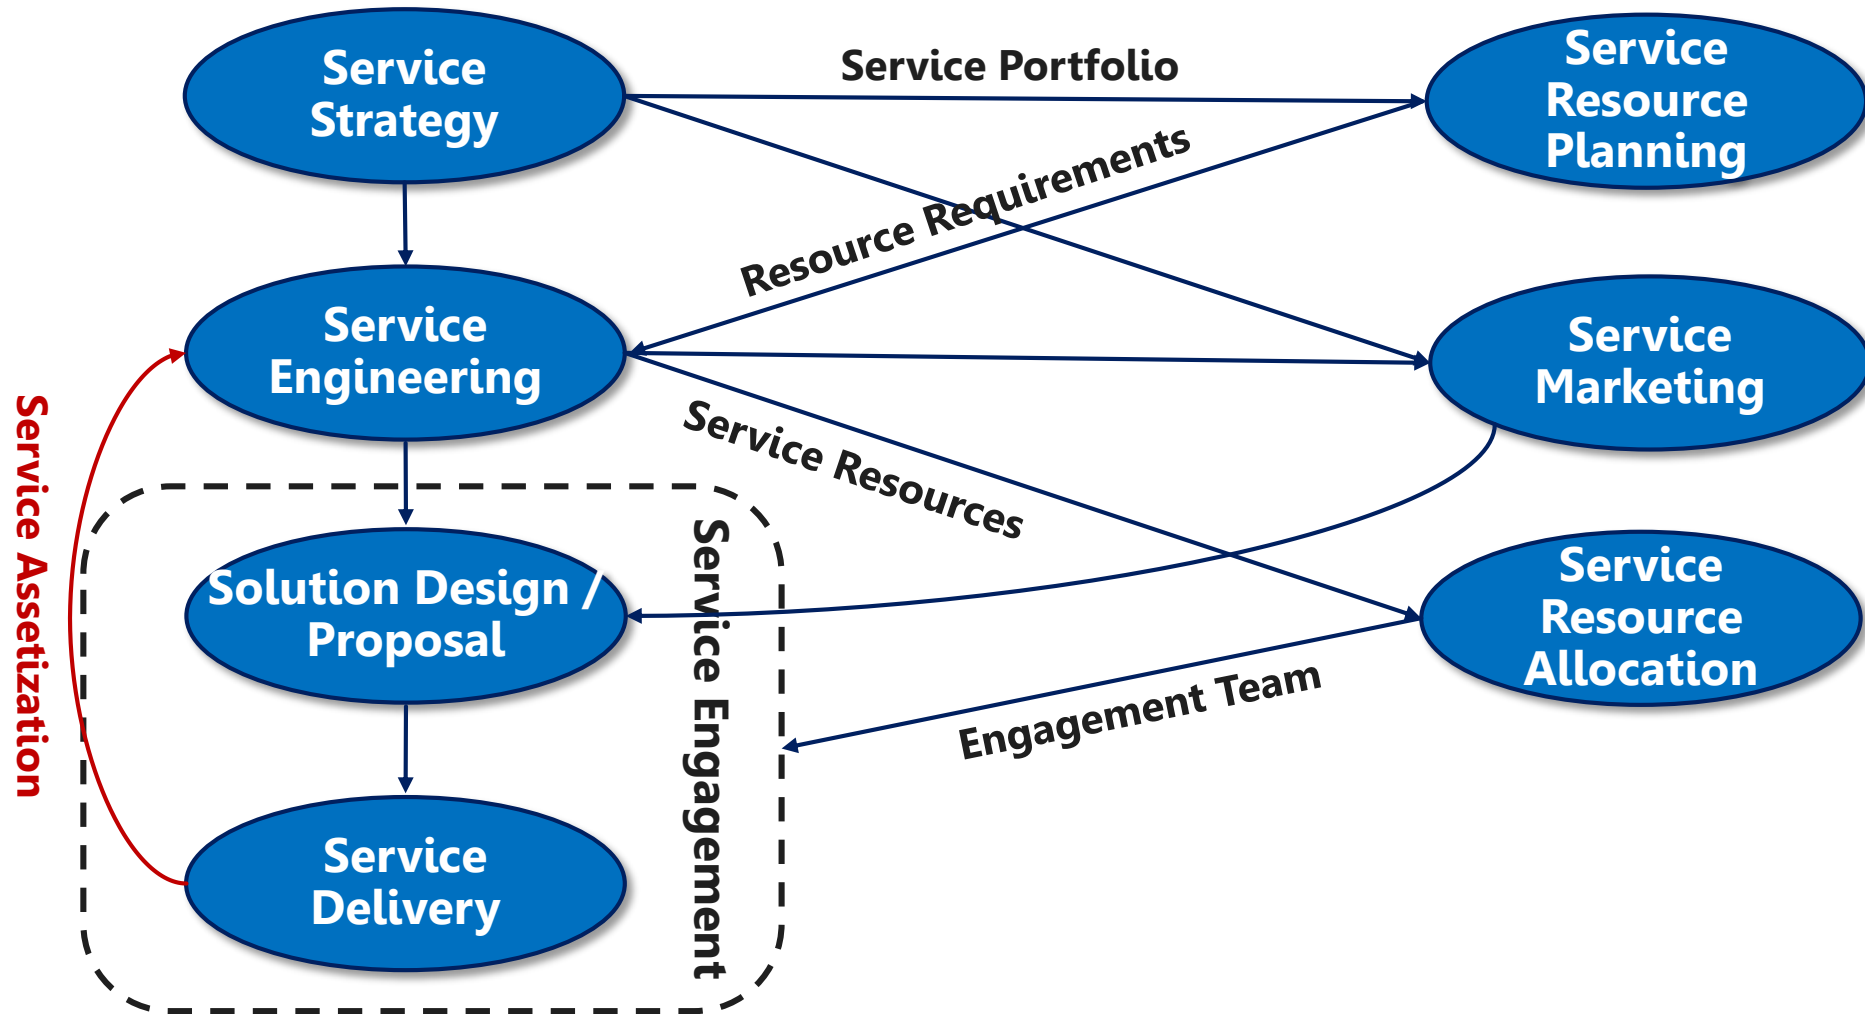 Service
Strategy
Service Portfolio
Service
Resource
Planning
Resource Requirements
Service
Engineering
Service
Marketing
Service Assetization
Service Resources
Solution Design /
Proposal
Service Engagement
Service
Resource
Allocation
Engagement Team
Service
Delivery